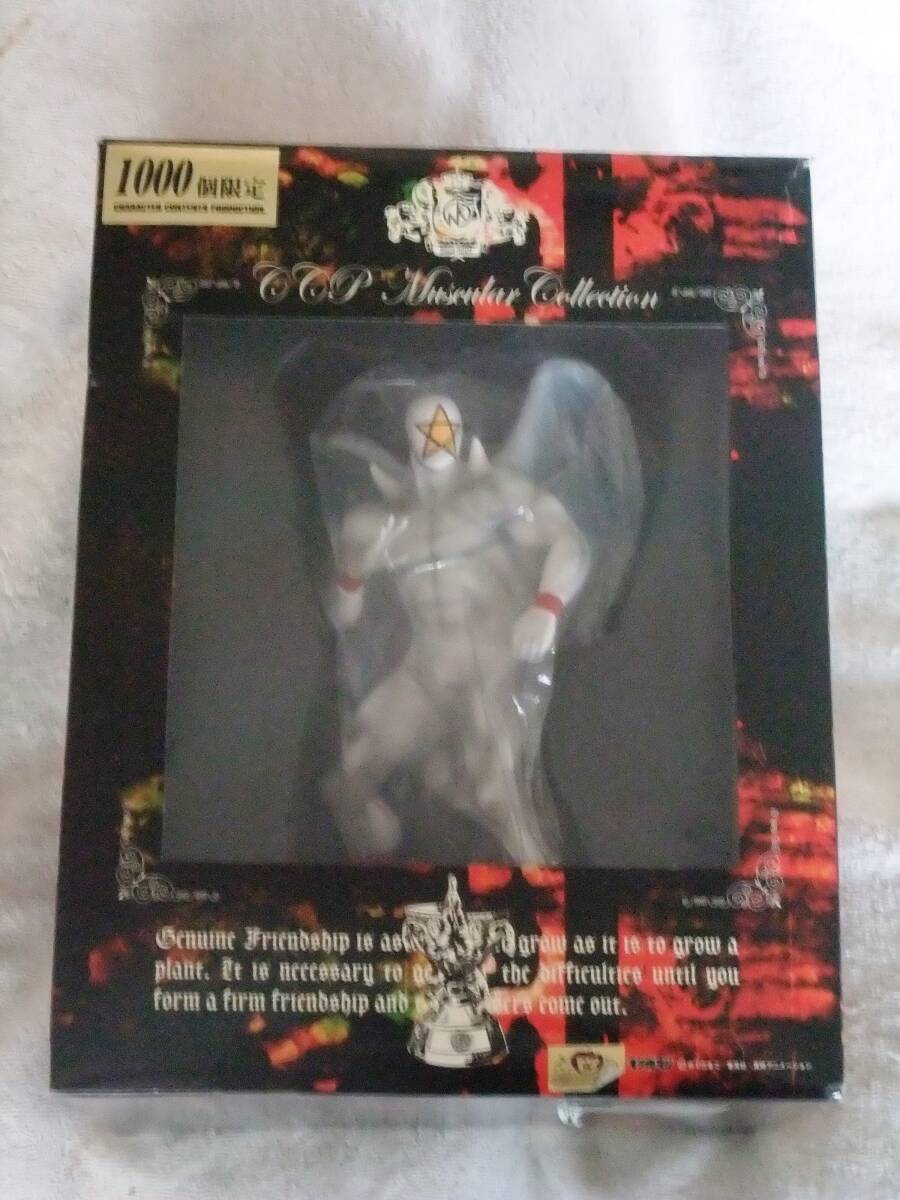 1000個限定
CHARACTER CONTENTS PRODUCTION
CCP Muscular Collection
Genuine Friendship is as grow as it is to grow a
plant. It is necessary to the difficulties until you
form a firm friendship and come out.